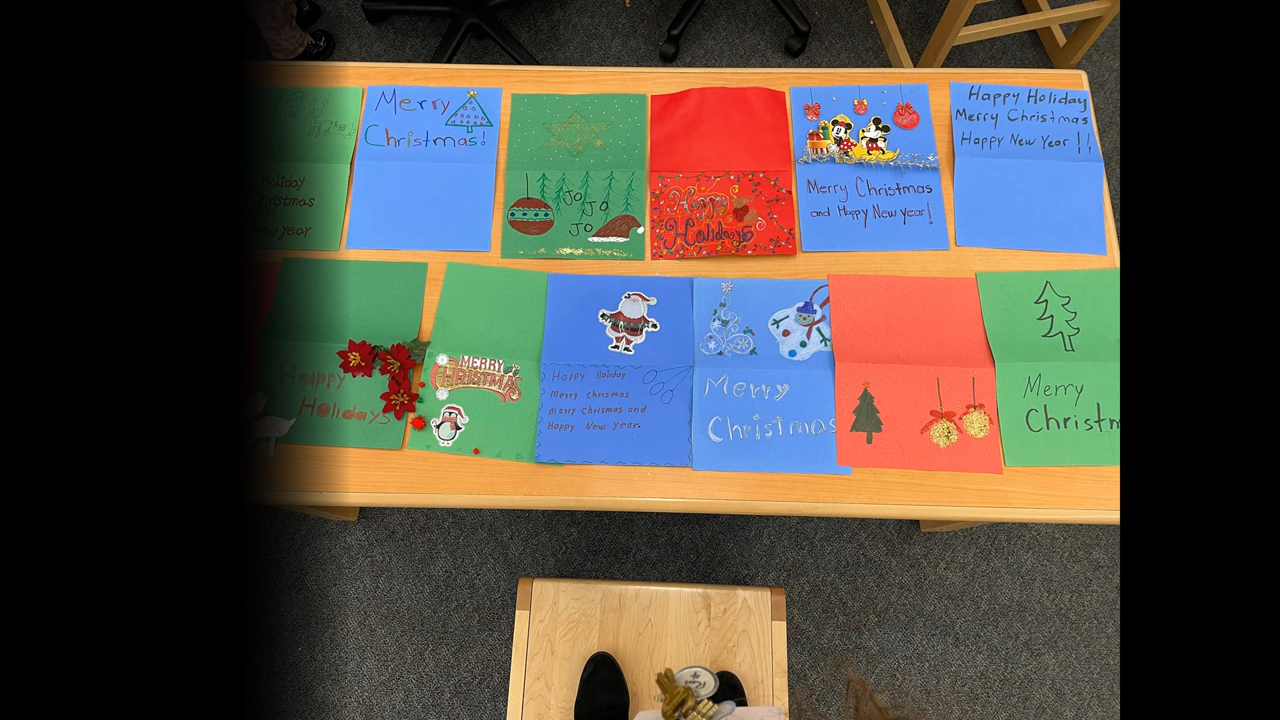 Holiday
Christmas
and
New year
Merry
Christmas!
JO
JO
JO
Happy
Holidays
Merry Christmas
and Happy New year!
Happy Holiday
Merry Christmas
Happy New Year !!
Happy
Holidays
MERRY
CHRISTMAS
Happy Holiday
Merry chrismas
Merry Chrismas and
Happy New Year.
Merry
Christmas
Merry
Christm